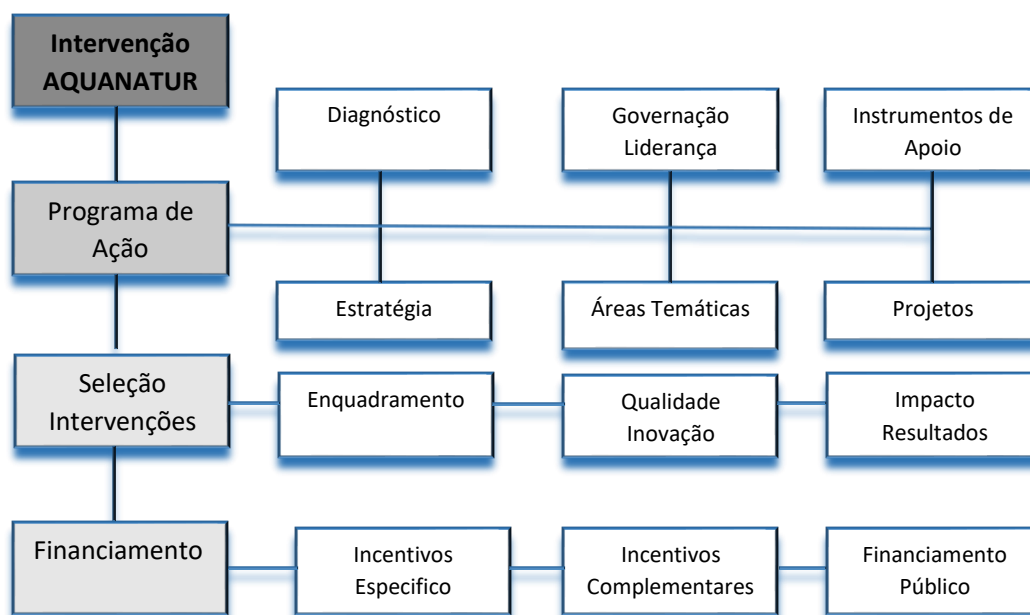 Intervenção
AQUANATUR
Diagnóstico
Governação
Liderança
Instrumentos de
Apoio
Programa de
Ação
Estratégia
Áreas Temáticas
Projetos
Seleção
Intervenções
Enquadramento
Qualidade
Inovação
Impacto
Resultados
Financiamento
Incentivos
Especifico
Incentivos
Complementares
Financiamento
Público